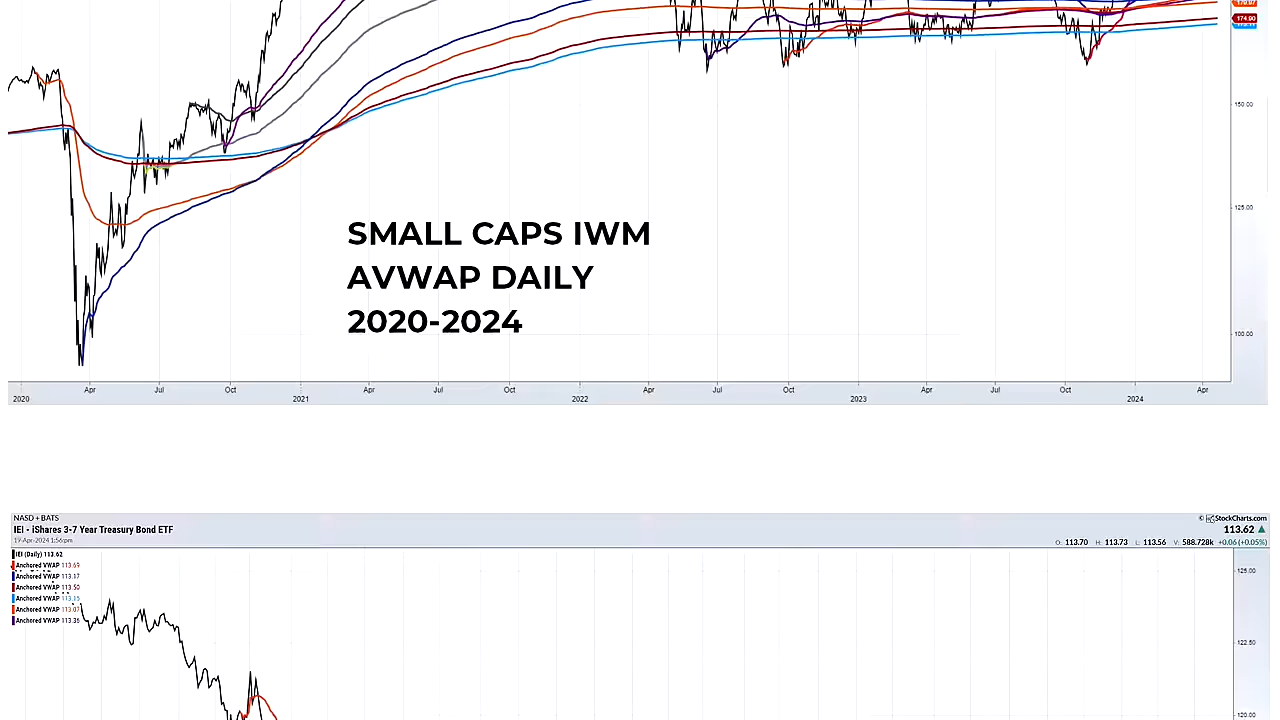 174.90
150.00
125.00
SMALL CAPS IWM
AVWAP DAILY
2020-2024
100.00
Apr Jul Oct Apr Jul Oct Apr Jul Oct Apr Jul Oct Apr
2020 2021 2022 2023 2024
NASD + BATS © StockCharts.com
IEI - iShares 3-7 Year Treasury Bond ETF 113.62 ▲
19-Apr-2024 1:56pm O: 113.70 H: 113.73 L: 113.56 V: 588.728k +0.06 (+0.05%)
IEI (Daily) 113.62
Anchored VWAP 113.69
Anchored VWAP 113.17
Anchored VWAP 113.50
Anchored VWAP 113.15
Anchored VWAP 113.07
Anchored VWAP 113.36
125.00
122.50
120.00